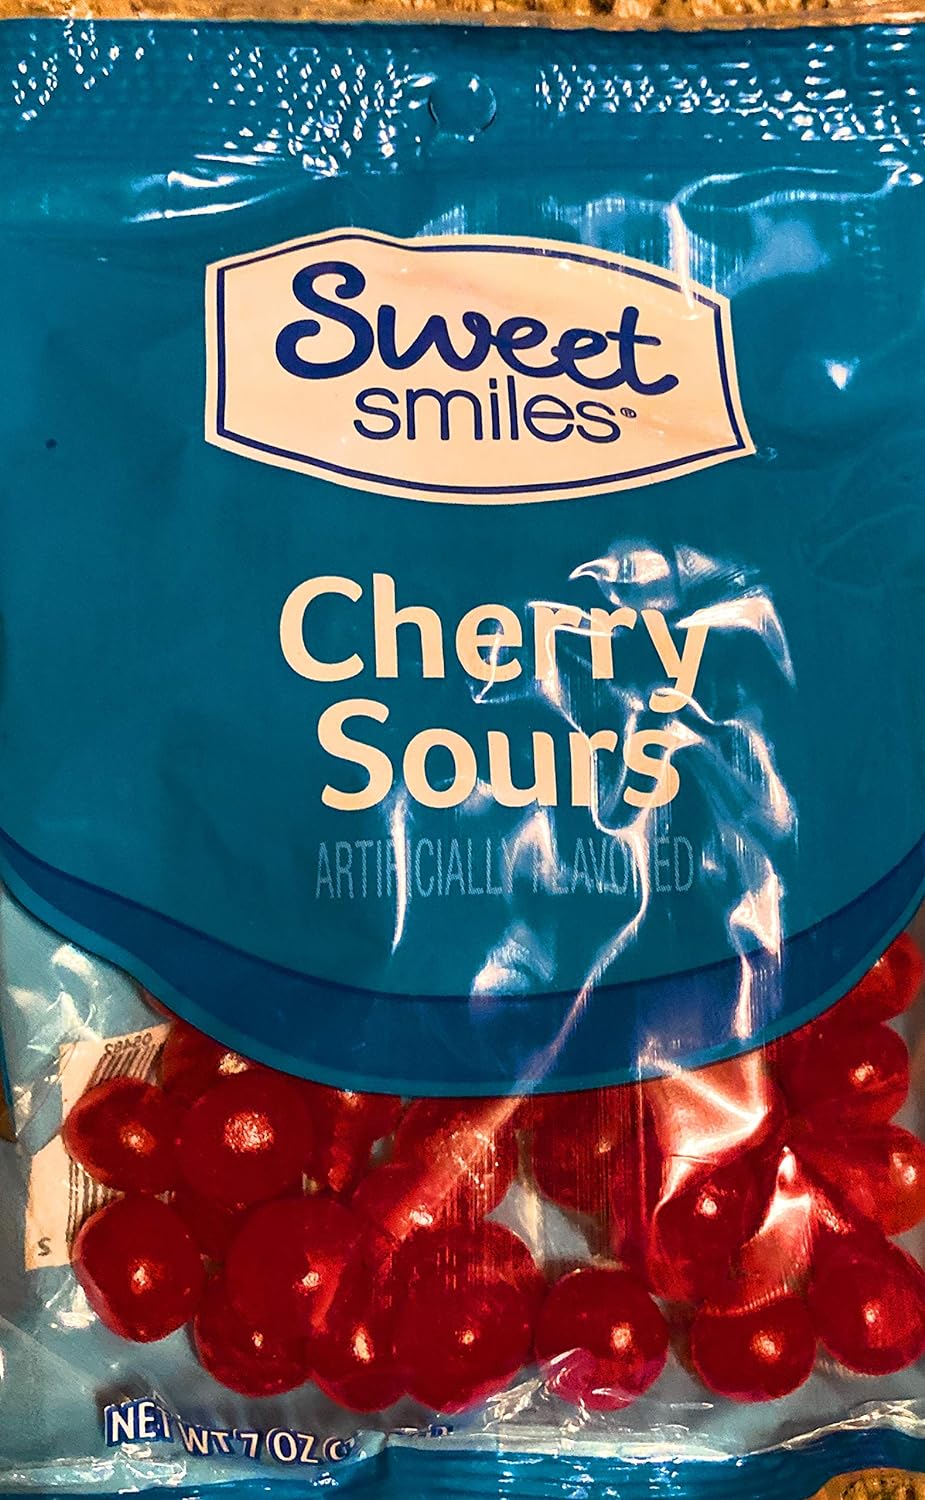 Sweet
smiles®
Cherry
Sours
ARTIFICIALLY FLAVORED
NET WT 7 OZ